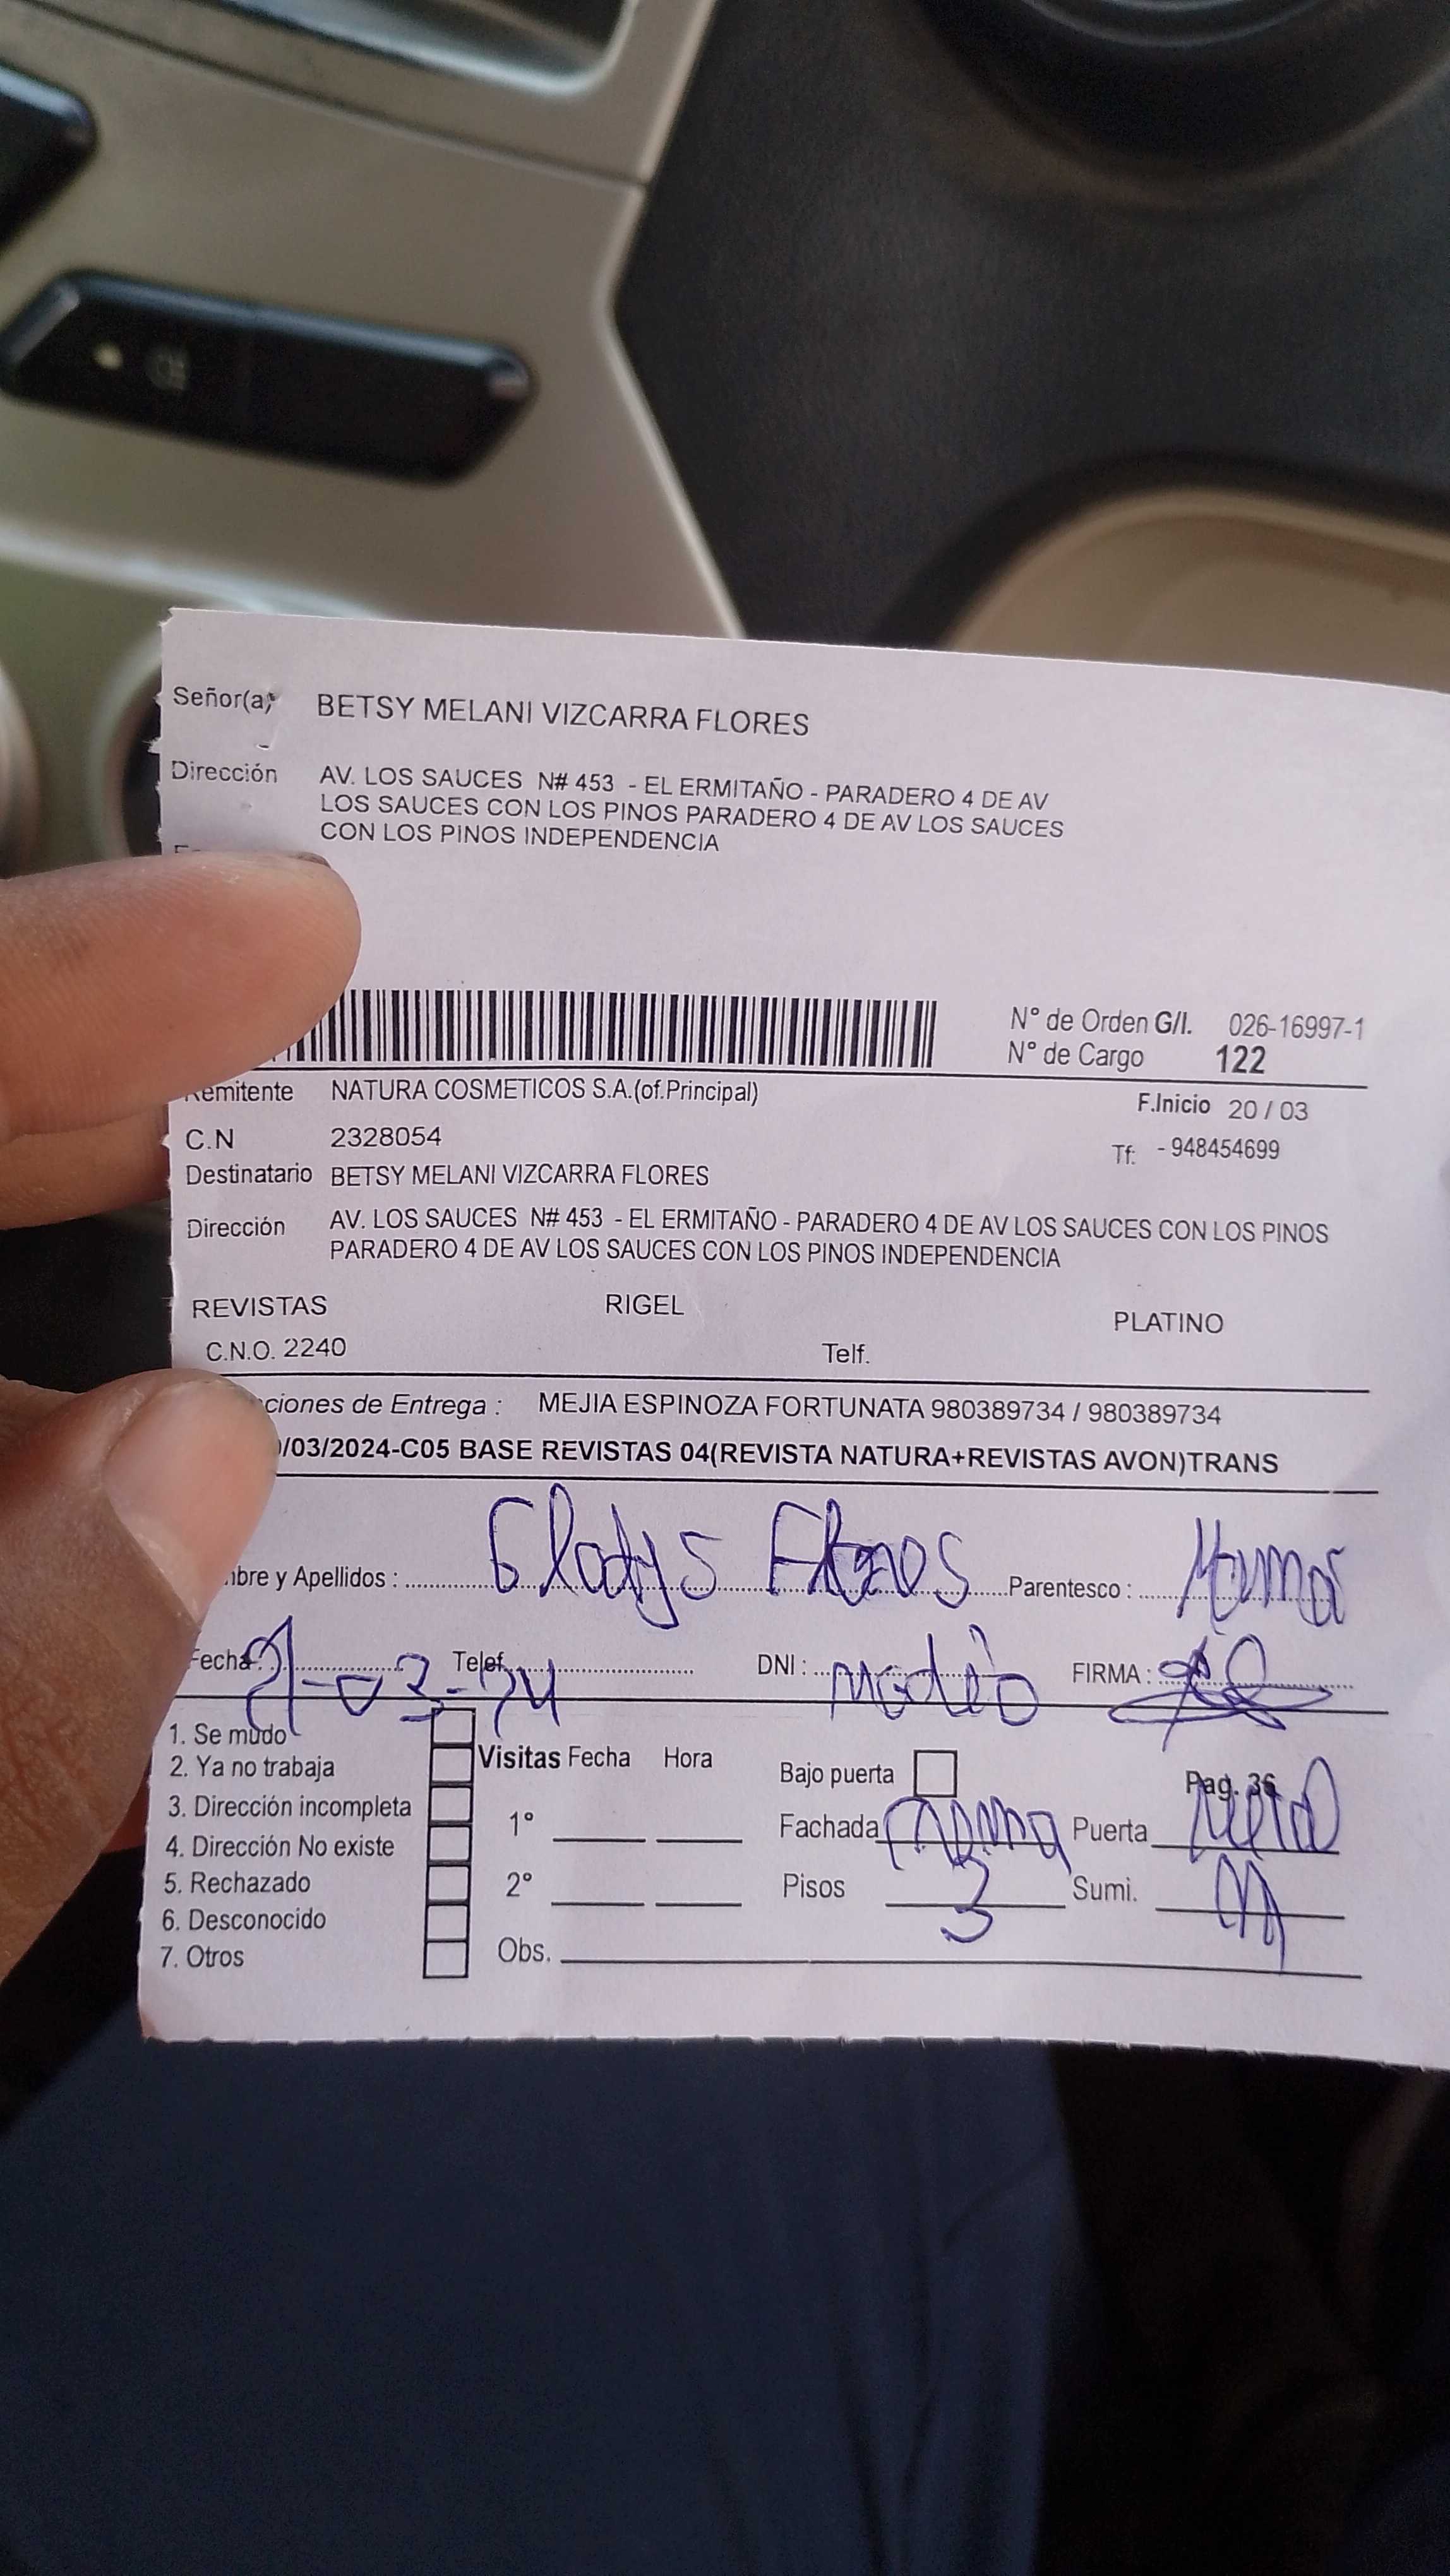 Señor(a) BETSY MELANI VIZCARRA FLORES
Dirección AV. LOS SAUCES N# 453 - EL ERMITAÑO - PARADERO 4 DE AV
LOS SAUCES CON LOS PINOS PARADERO 4 DE AV LOS SAUCES
CON LOS PINOS INDEPENDENCIA
N° de Orden G/I. 026-16997-1
N° de Cargo 122
Remitente NATURA COSMETICOS S.A.(of.Principal) F.Inicio 20 / 03
C.N 2328054 Tf: - 948454699
Destinatario BETSY MELANI VIZCARRA FLORES
Dirección AV. LOS SAUCES N# 453 - EL ERMITAÑO - PARADERO 4 DE AV LOS SAUCES CON LOS PINOS
PARADERO 4 DE AV LOS SAUCES CON LOS PINOS INDEPENDENCIA
REVISTAS RIGEL PLATINO
C.N.O. 2240 Telf.
ciones de Entrega : MEJIA ESPINOZA FORTUNATA 980389734 / 980389734
/03/2024-C05 BASE REVISTAS 04(REVISTA NATURA+REVISTAS AVON)TRANS
mbre y Apellidos : Gladys Flores Parentesco :
Fecha : 21-03-24 Telef. DNI : FIRMA :
1. Se mudo
2. Ya no trabaja
3. Dirección incompleta
4. Dirección No existe
5. Rechazado
6. Desconocido
7. Otros
Visitas Fecha Hora Bajo puerta Pag. 36
1° Fachada Puerta
2° Pisos 3 Sumi.
Obs.